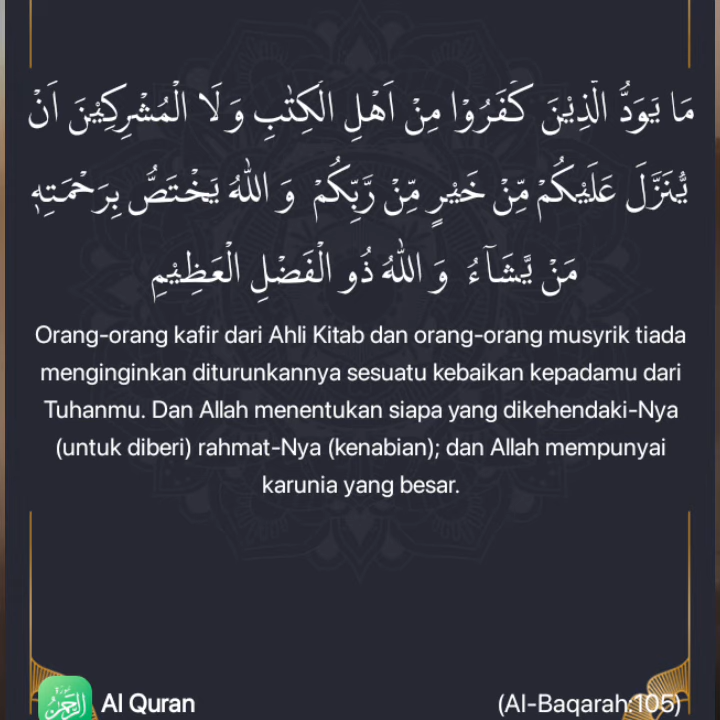 مَا يَوَدُّ الَّذِيْنَ كَفَرُوْا مِنْ اَهْلِ الْكِتٰبِ وَ لَا الْمُشْرِكِيْنَ اَنْ
يُّنَزَّلَ عَلَيْكُمْ مِّنْ خَيْرٍ مِّنْ رَّبِّكُمْ وَ اللّٰهُ يَخْتَصُّ بِرَحْمَتِهٖ
مَنْ يَّشَآءُ وَ اللّٰهُ ذُو الْفَضْلِ الْعَظِيْمِ
Orang-orang kafir dari Ahli Kitab dan orang-orang musyrik tiada
menginginkan diturunkannya sesuatu kebaikan kepadamu dari
Tuhanmu. Dan Allah menentukan siapa yang dikehendaki-Nya
(untuk diberi) rahmat-Nya (kenabian); dan Allah mempunyai
karunia yang besar.
Al Quran
(Al-Baqarah:105)